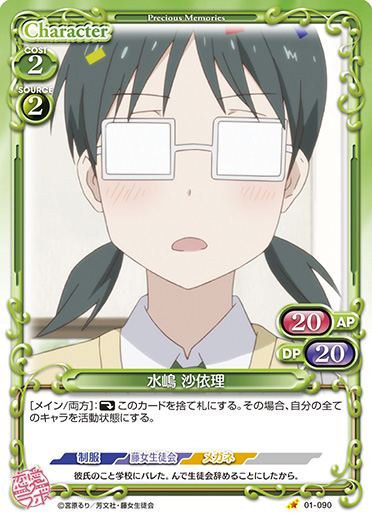 Precious Memories
Character
COST
2
SOURCE
2
20 AP
DP 20
水嶋 沙依理
[メイン/両方]: このカードを捨て札にする。その場合、自分の全て
のキャラを活動状態にする。
制服 藤女生徒会 メガネ
彼氏のこと学校にバレた。んで生徒会辞めることにしたから。
恋愛ラボ
©宮原るり/芳文社・藤女生徒会
01-090